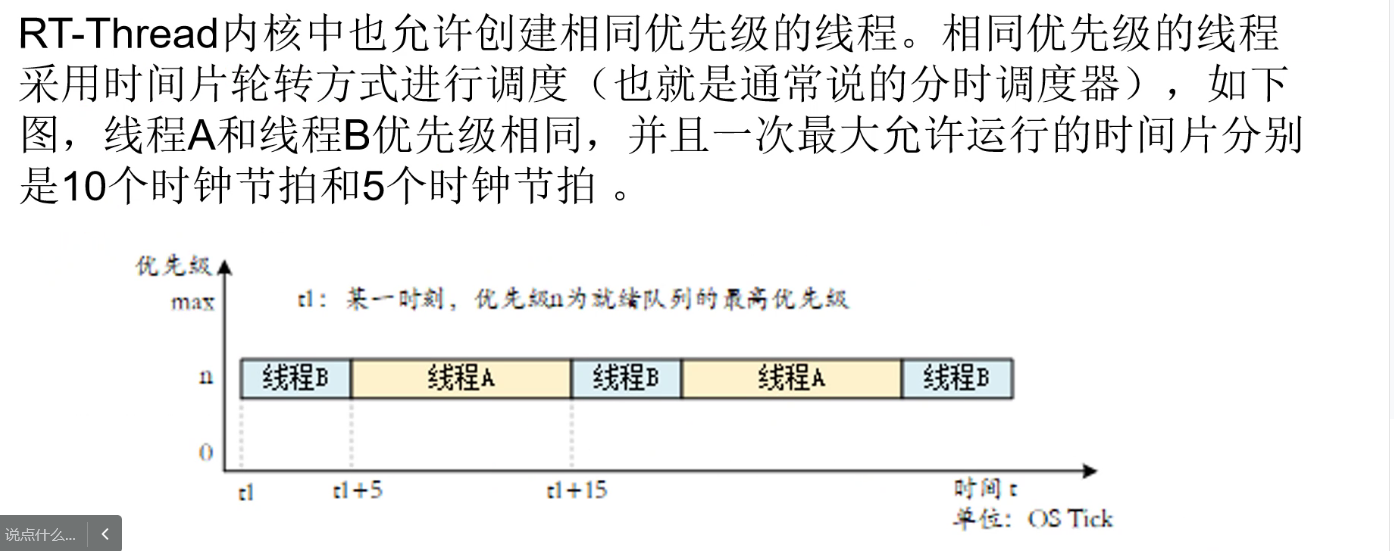 RT-Thread内核中也允许创建相同优先级的线程。相同优先级的线程
采用时间片轮转方式进行调度（也就是通常说的分时调度器），如下
图，线程A和线程B优先级相同，并且一次最大允许运行的时间片分别
是10个时钟节拍和5个时钟节拍 。
优先级
max
t1：某一时刻，优先级n为就绪队列的最高优先级
n
线程B 线程A 线程B 线程A 线程B
0
t1 t1+5 t1+15 时间 t
单位：OS Tick
说点什么...